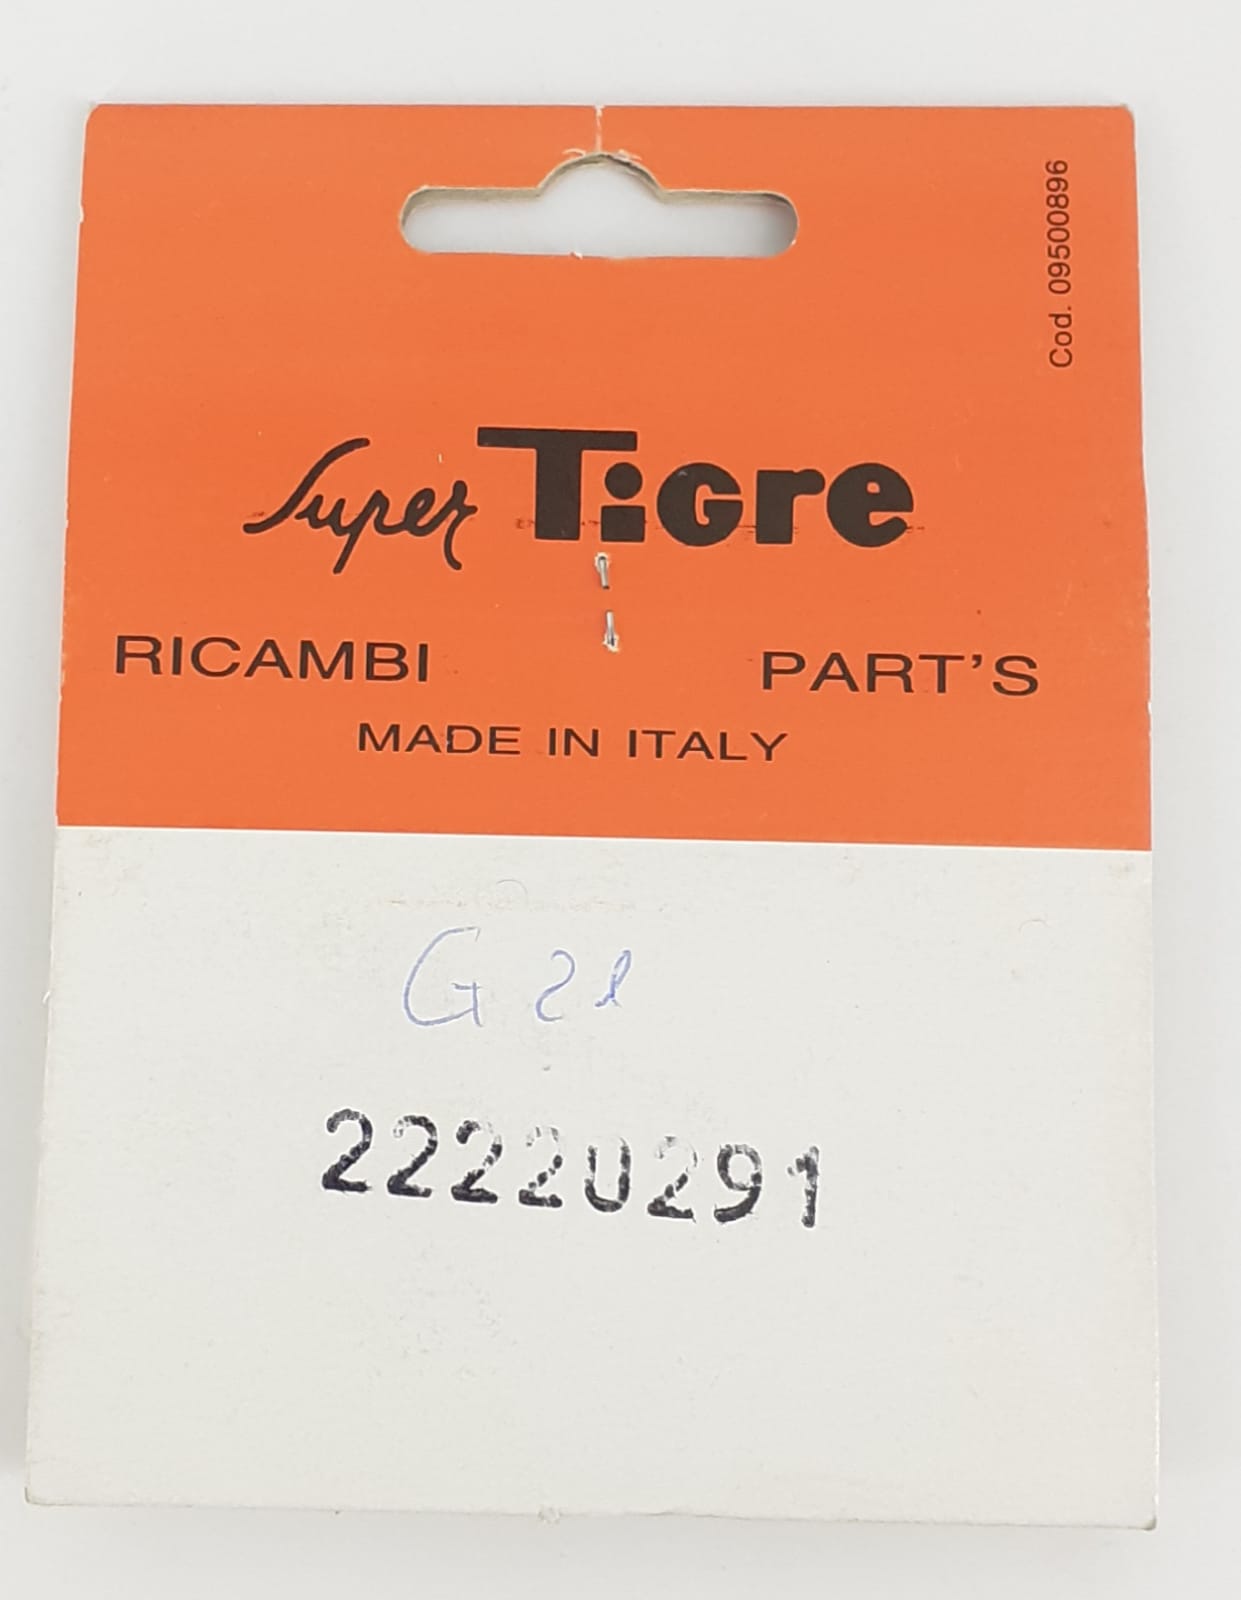 Cod. 09500896
Super Tigre
RICAMBI PART'S
MADE IN ITALY
G 21
22220291